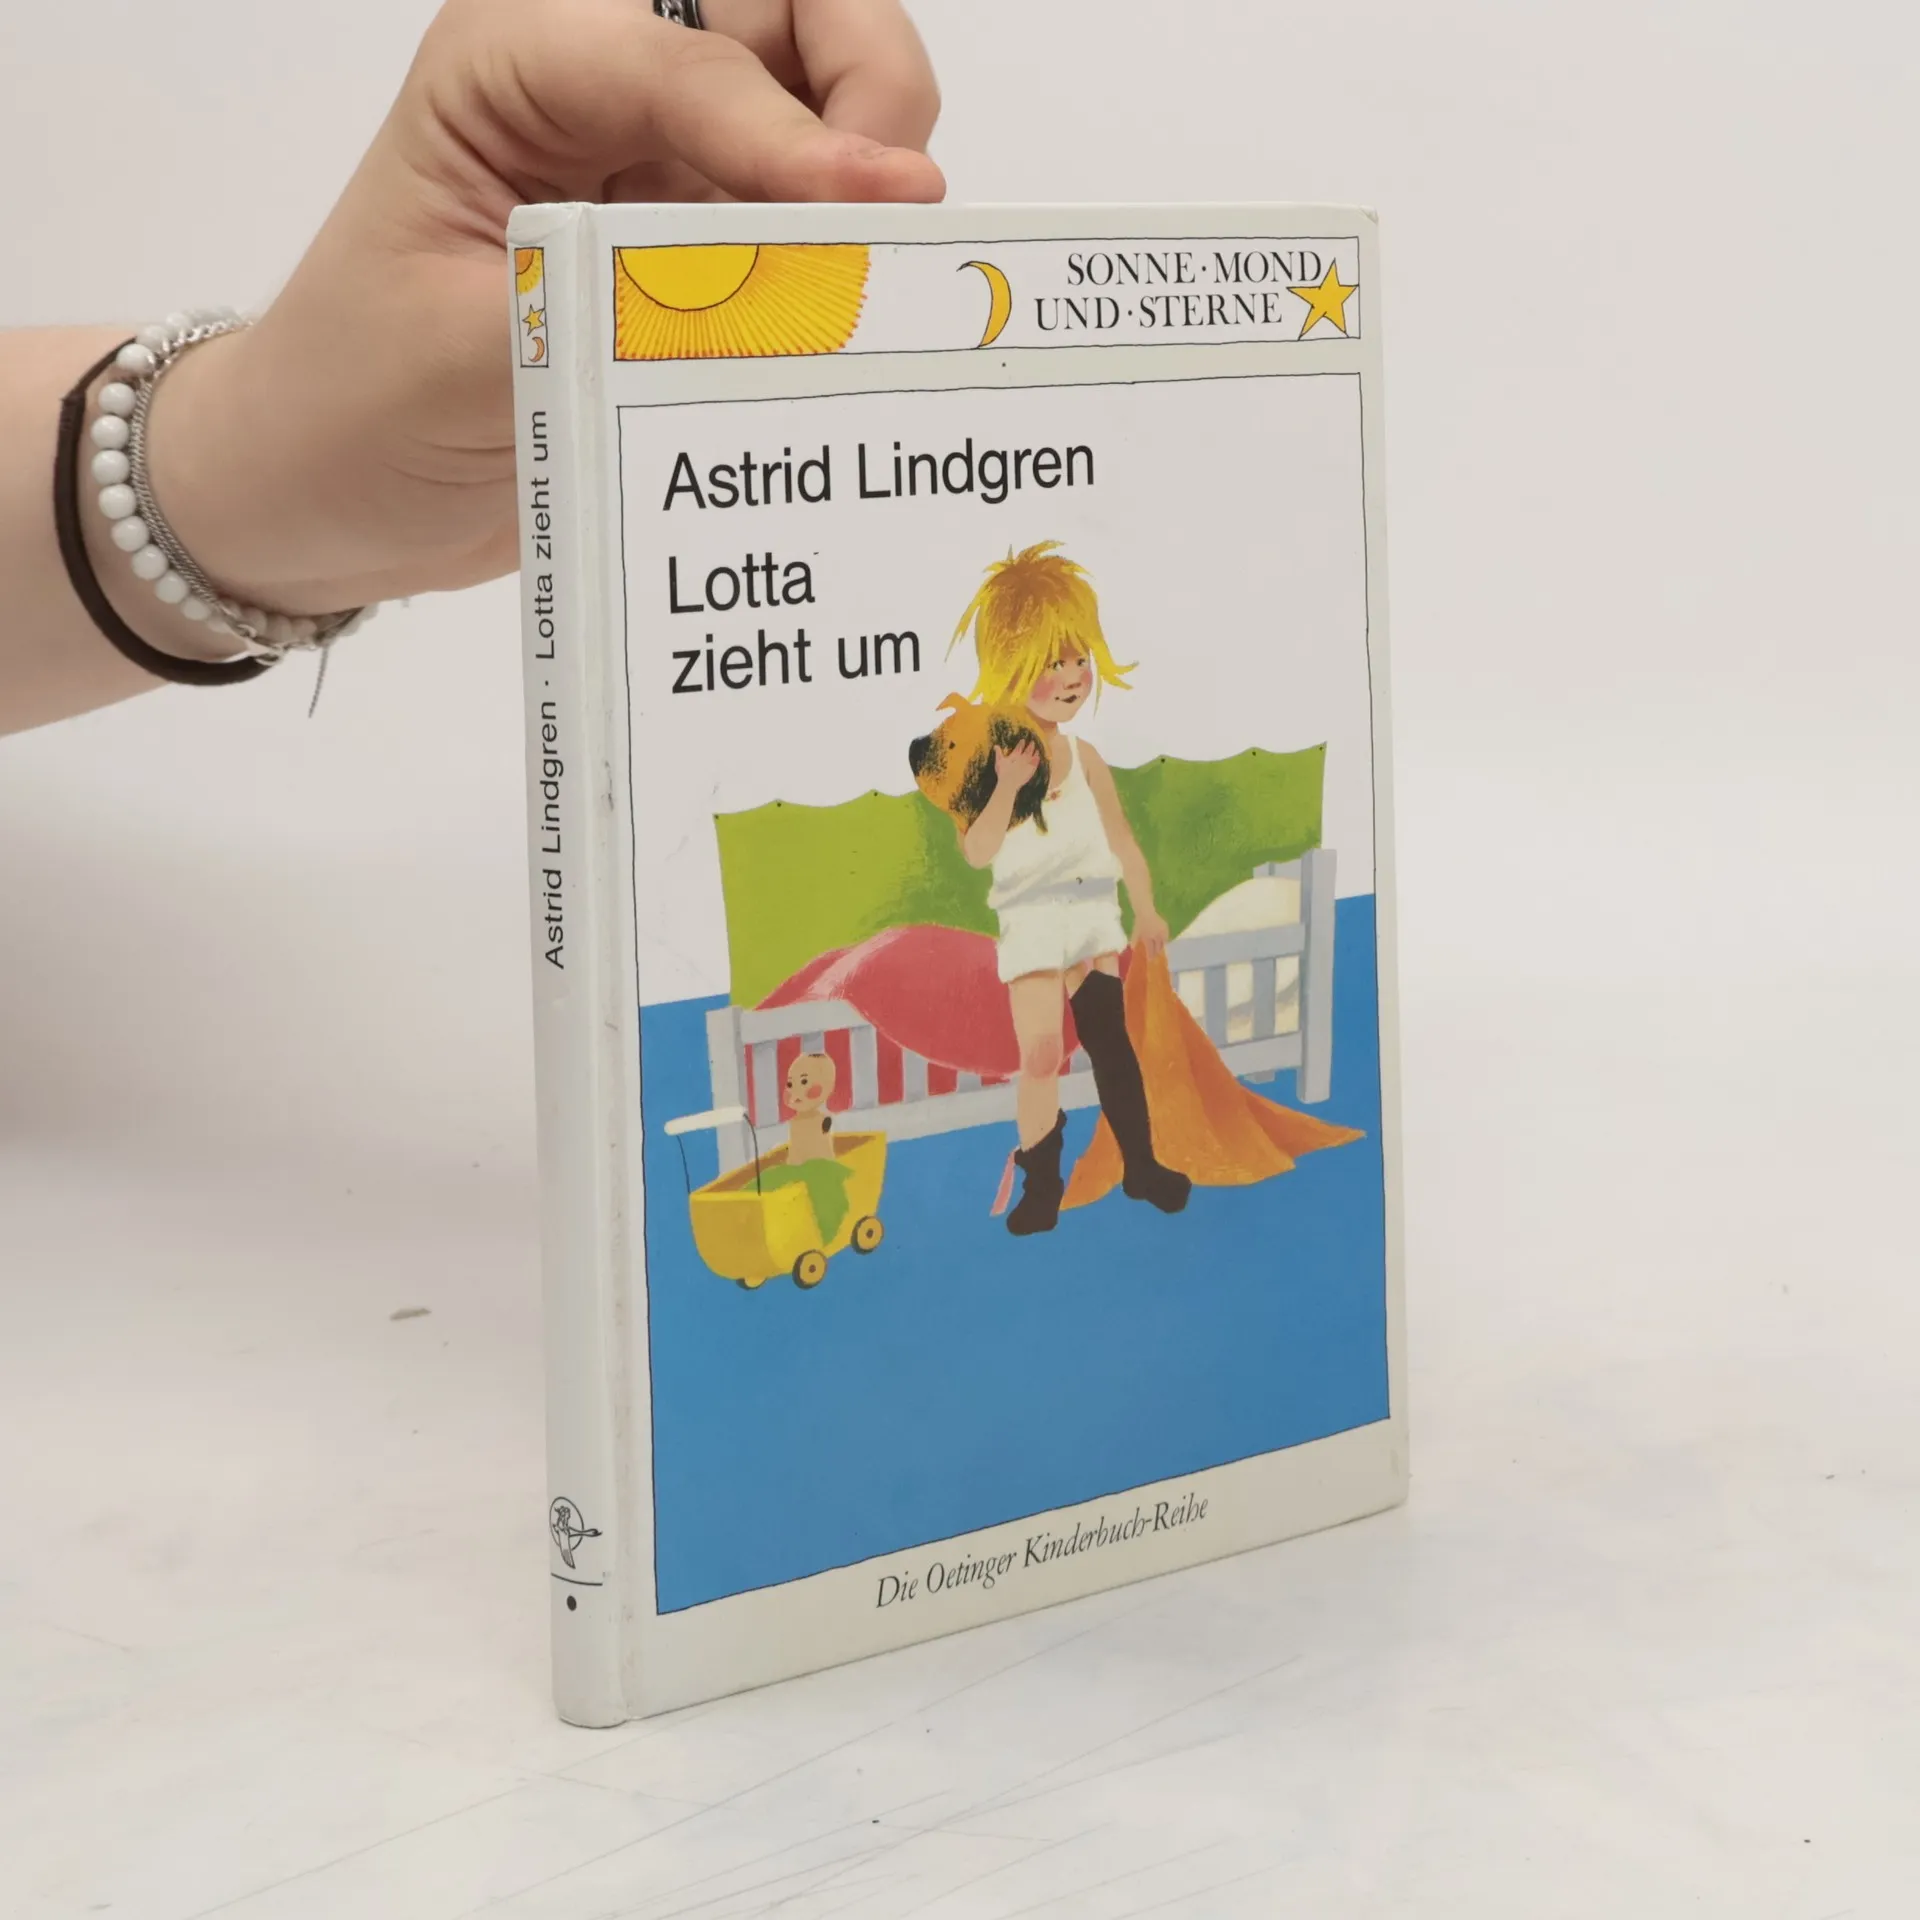 SONNE·MOND
UND·STERNE
Astrid Lindgren
Lotta
zieht um
Die Oetinger Kinderbuch-Reihe
Astrid Lindgren · Lotta zieht um